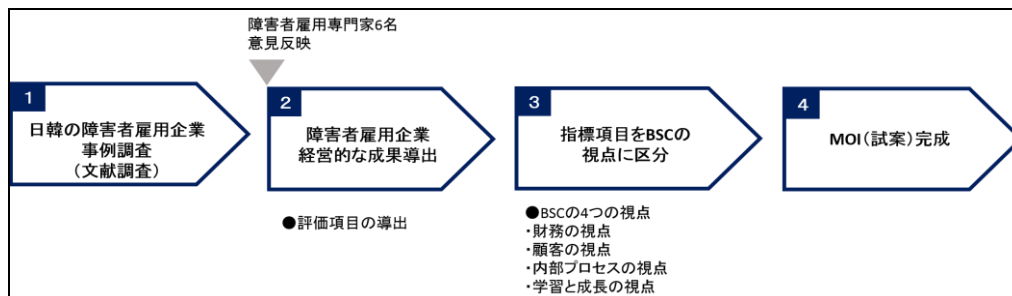 障害者雇用専門家6名
意見反映
1
日韓の障害者雇用企業
事例調査
（文献調査）
2
障害者雇用企業
経営的な成果導出
●評価項目の導出
3
指標項目をBSCの
視点に区分
●BSCの4つの視点
・財務の視点
・顧客の視点
・内部プロセスの視点
・学習と成長の視点
4
MOI（試案）完成